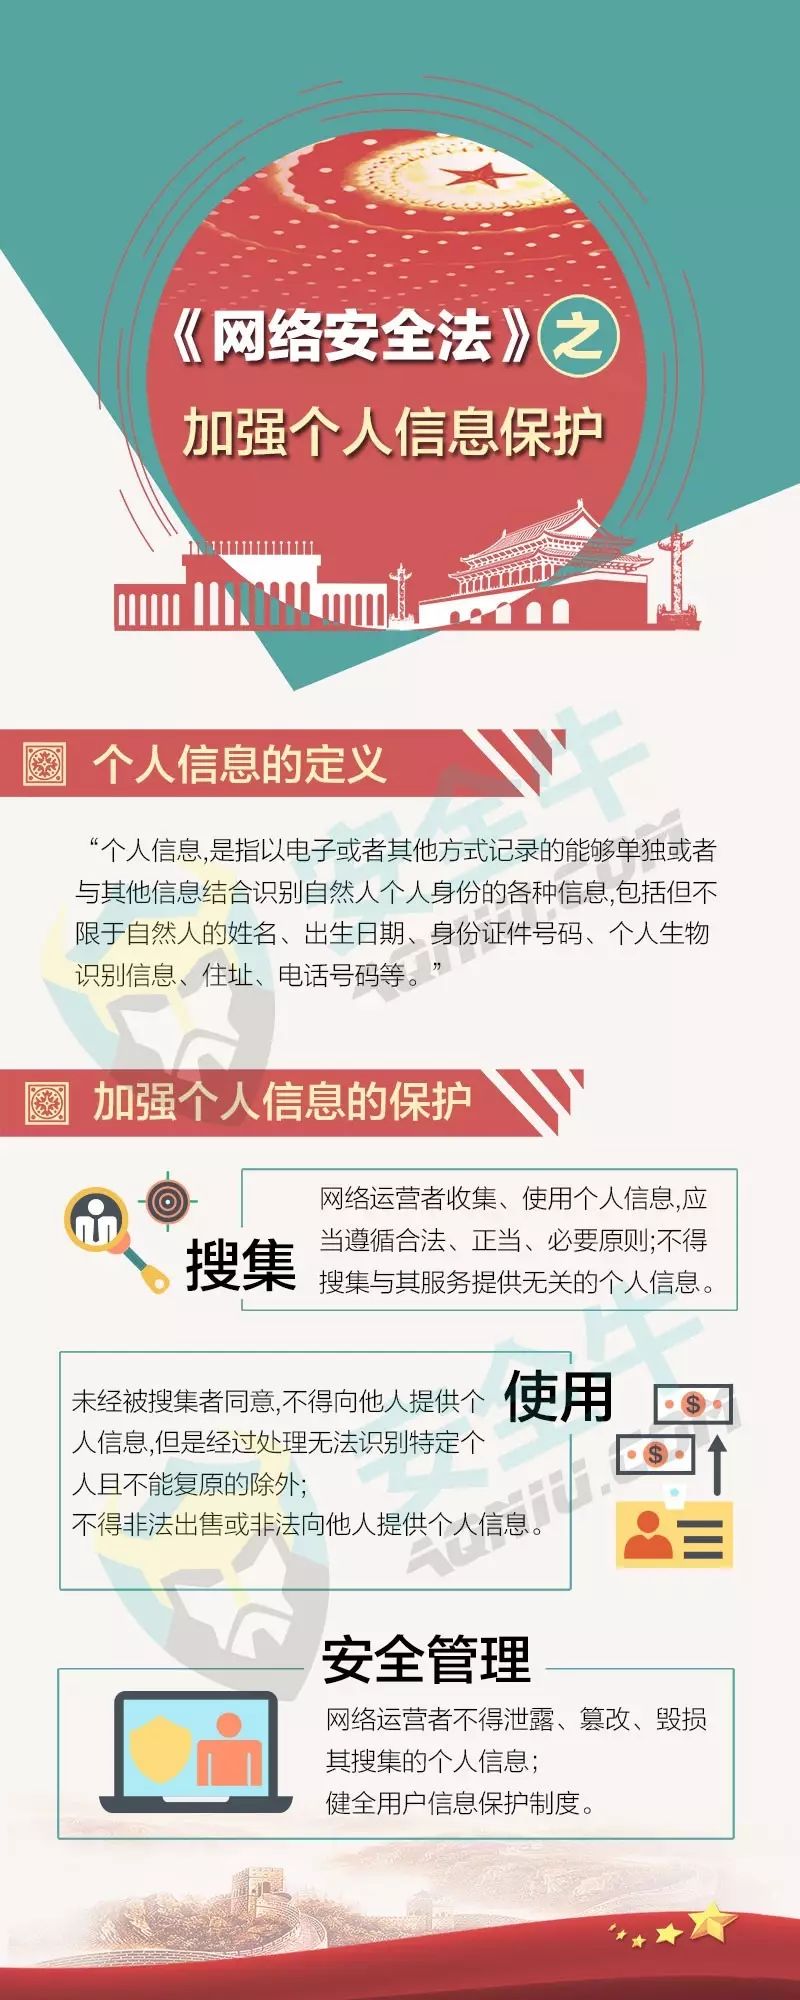 《网络安全法》之
加强个人信息保护
个人信息的定义
“个人信息,是指以电子或者其他方式记录的能够单独或者
与其他信息结合识别自然人个人身份的各种信息,包括但不
限于自然人的姓名、出生日期、身份证件号码、个人生物
识别信息、住址、电话号码等。”
安全牛
AQNIU.COM
加强个人信息的保护
搜集
网络运营者收集、使用个人信息,应
当遵循合法、正当、必要原则;不得
搜集与其服务提供无关的个人信息。
使用
未经被搜集者同意,不得向他人提供个
人信息,但是经过处理无法识别特定个
人且不能复原的除外;
不得非法出售或非法向他人提供个人信息。
$
$
安全牛
AQNIU.COM
安全管理
网络运营者不得泄露、篡改、毁损
其搜集的个人信息;
健全用户信息保护制度。